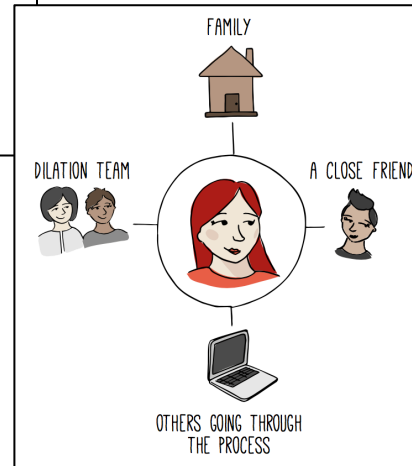 FAMILY
DILATION TEAM
A CLOSE FRIEND
OTHERS GOING THROUGH
THE PROCESS